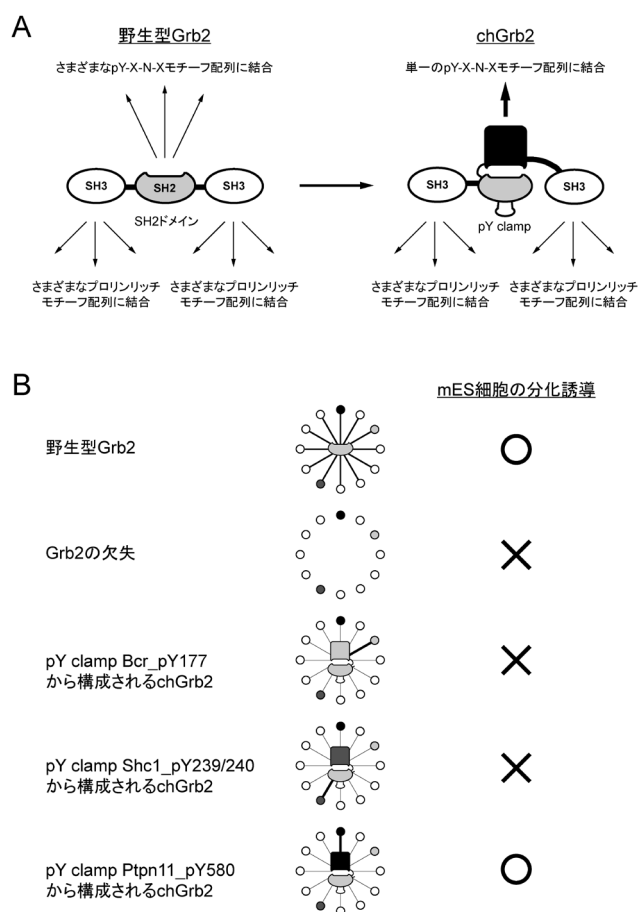 A
野生型Grb2
chGrb2
さまざまなpY-X-N-Xモチーフ配列に結合
単一のpY-X-N-Xモチーフ配列に結合
SH3
SH2
SH3
SH3
SH3
SH2ドメイン
pY clamp
さまざまなプロリンリッチ
モチーフ配列に結合
さまざまなプロリンリッチ
モチーフ配列に結合
さまざまなプロリンリッチ
モチーフ配列に結合
さまざまなプロリンリッチ
モチーフ配列に結合
B
mES細胞の分化誘導
野生型Grb2
Grb2の欠失
pY clamp Bcr_pY177
から構成されるchGrb2
pY clamp Shc1_pY239/240
から構成されるchGrb2
pY clamp Ptpn11_pY580
から構成されるchGrb2